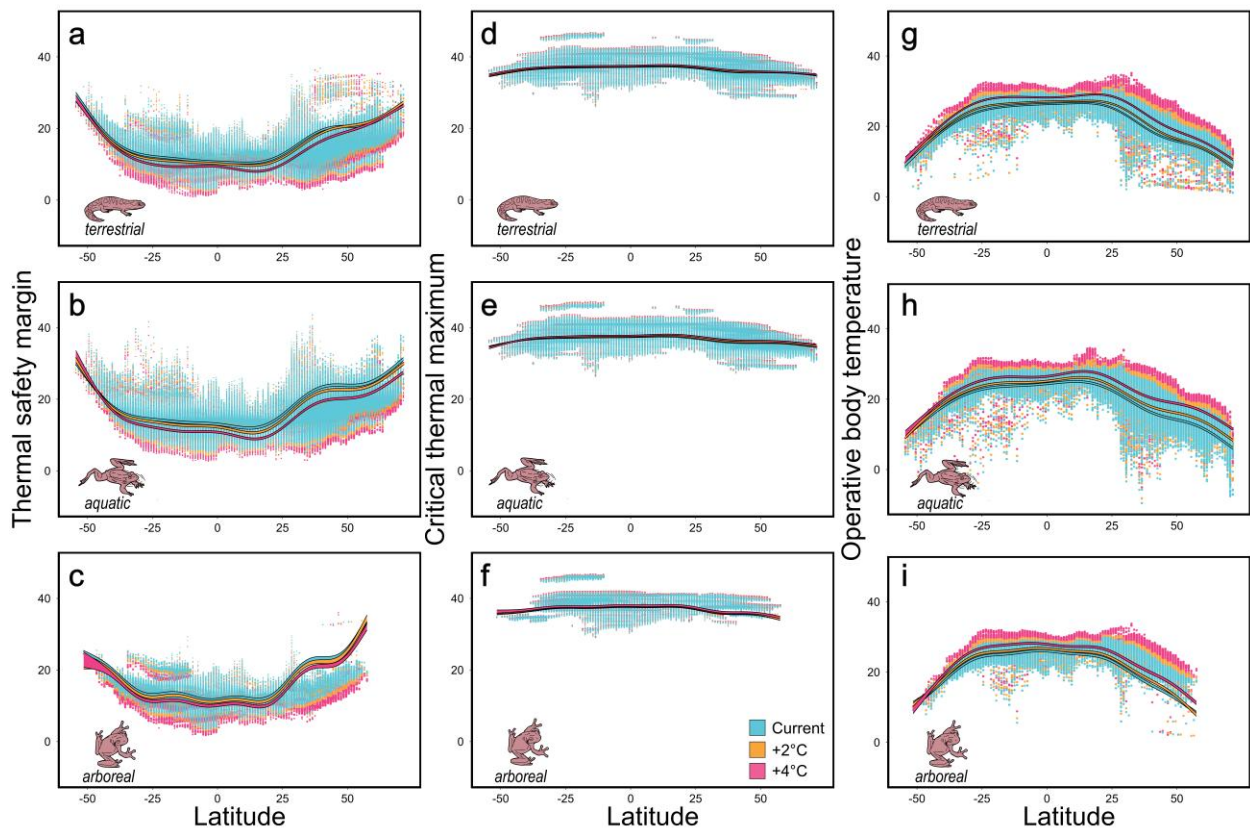 Thermal safety margin
a
40
20
0
terrestrial
-50 -25 0 25 50
b
40
20
0
aquatic
-50 -25 0 25 50
c
40
20
0
arboreal
-50 -25 0 25 50
Latitude
Critical thermal maximum
d
40
20
0
terrestrial
-50 -25 0 25 50
e
40
20
0
aquatic
-50 -25 0 25 50
f
40
20
0
arboreal
Current
+2°C
+4°C
-50 -25 0 25 50
Latitude
Operative body temperature
g
40
20
0
terrestrial
-50 -25 0 25 50
h
40
20
0
aquatic
-50 -25 0 25 50
i
40
20
0
arboreal
-50 -25 0 25 50
Latitude